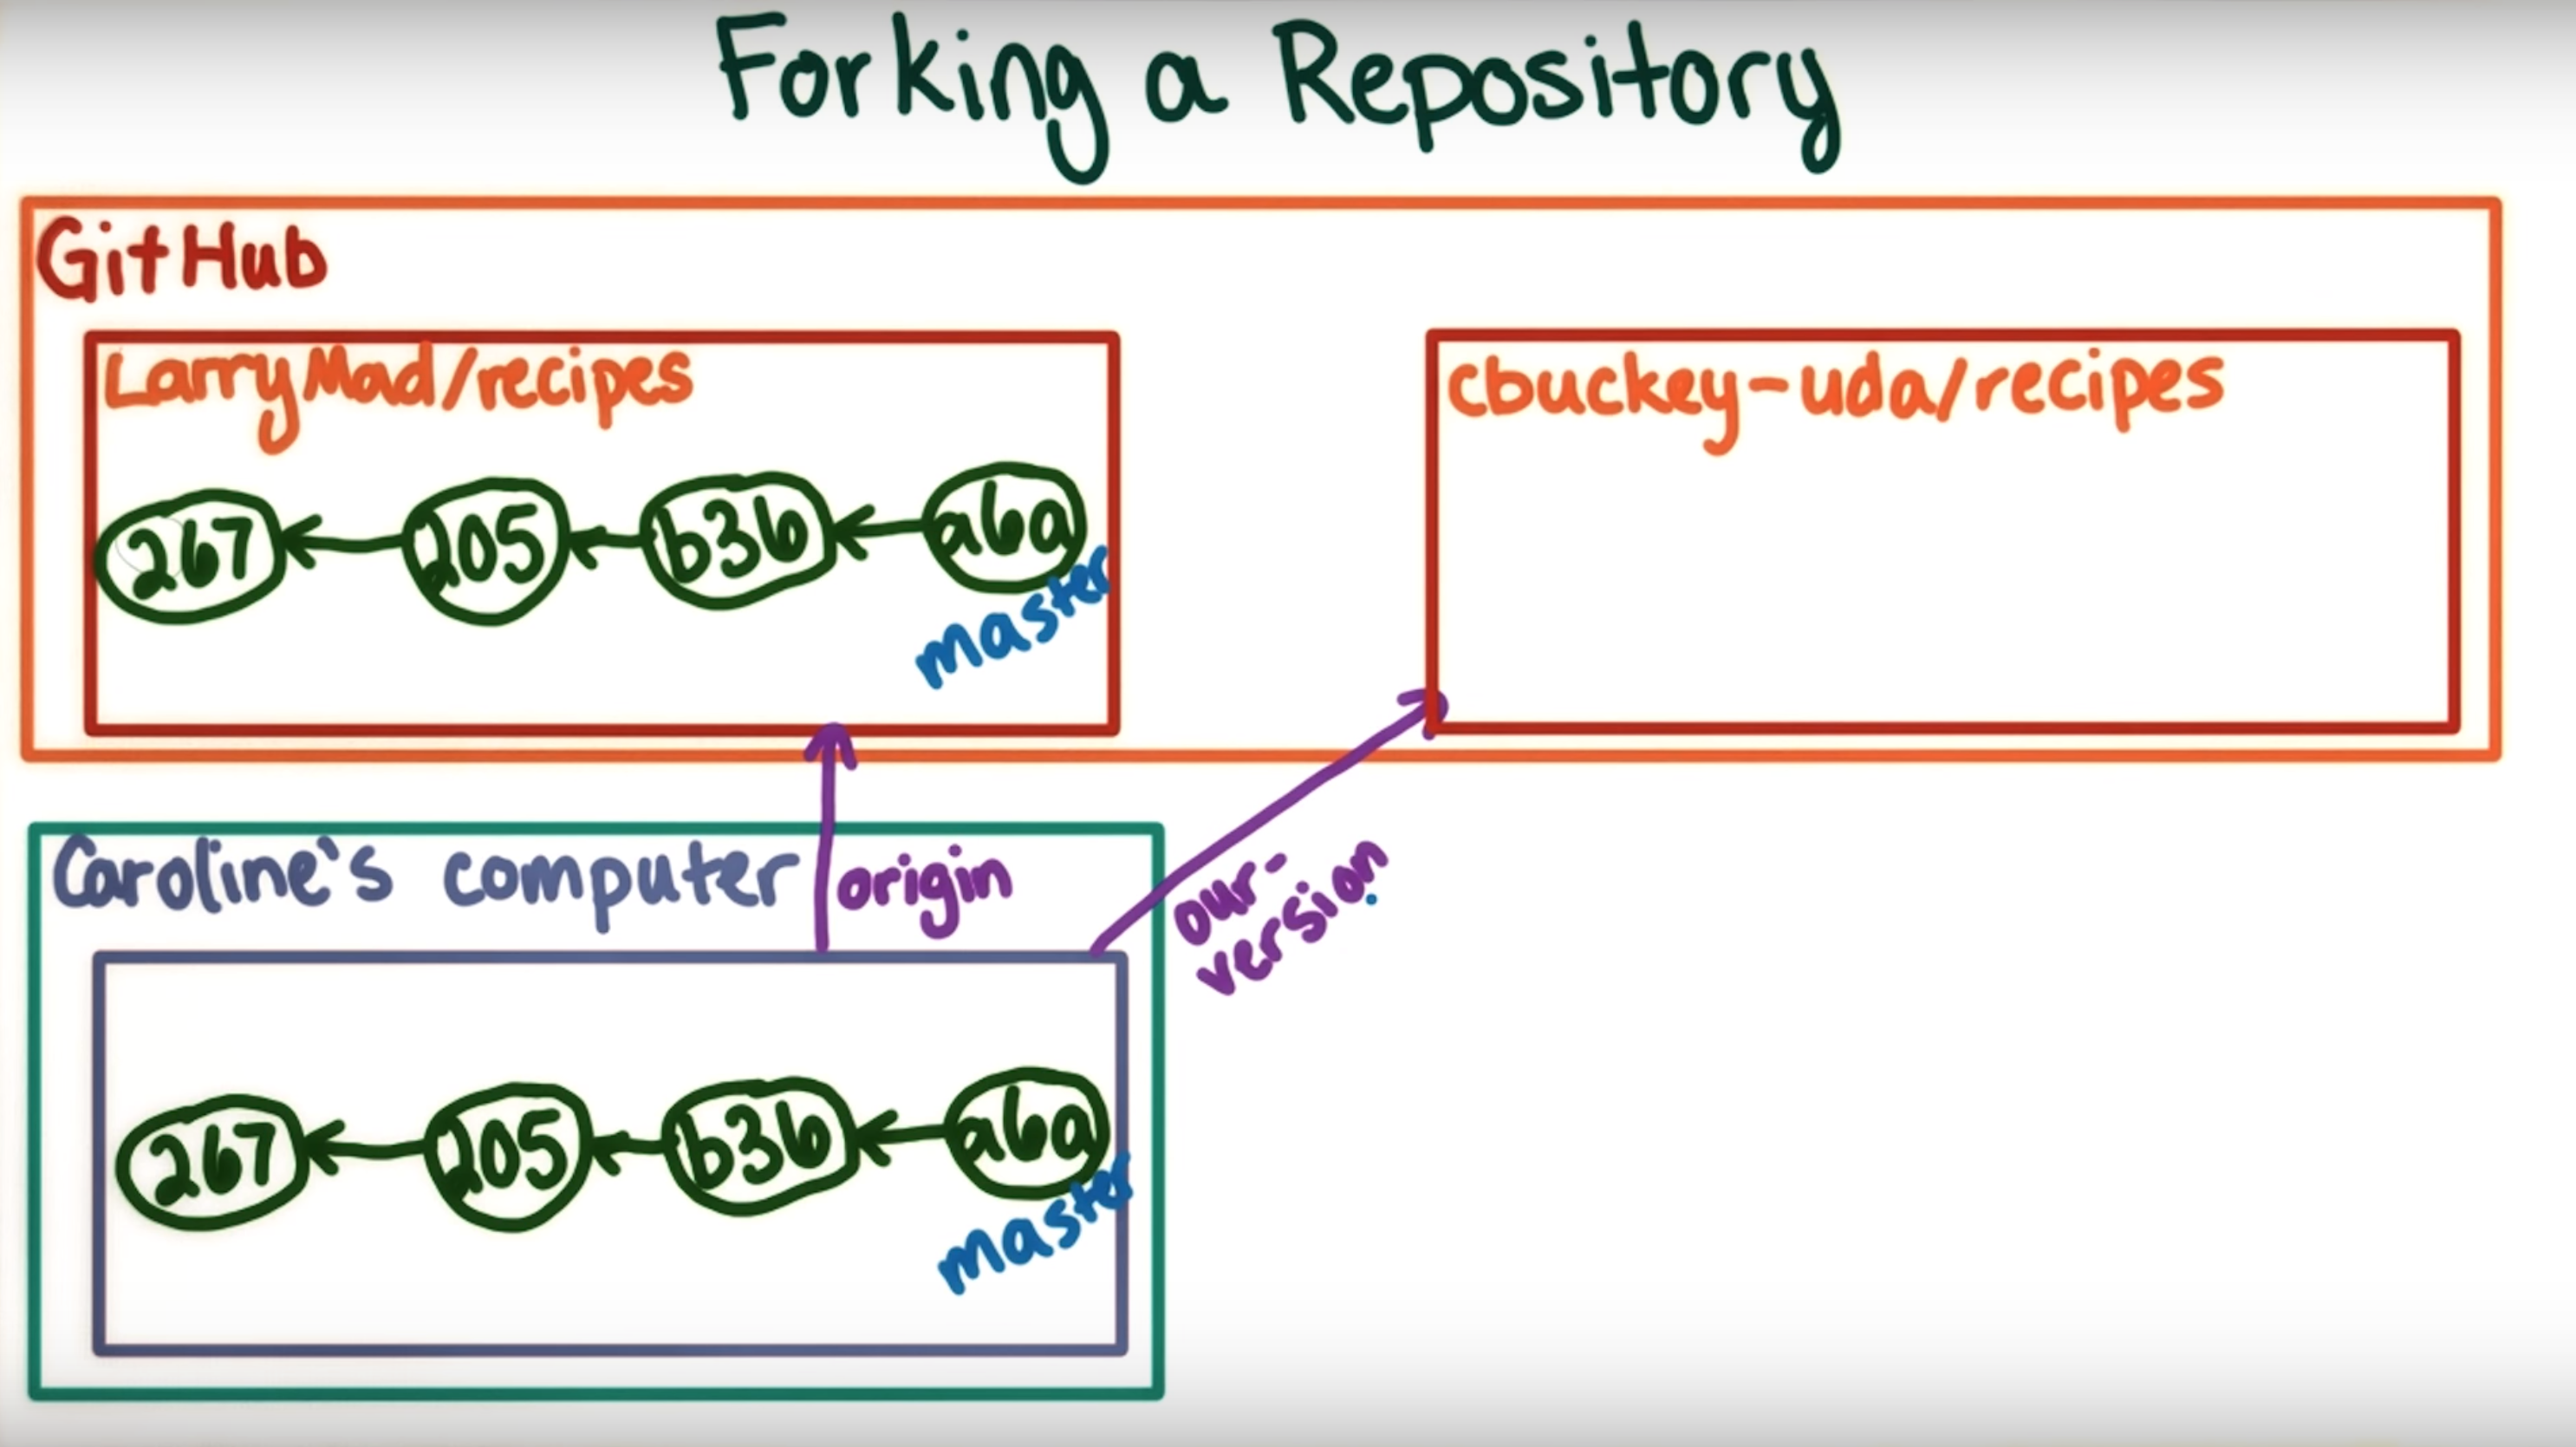 Forking a Repository
GitHub
LarryMad/recipes
cbuckey-uda/recipes
267
205
b36
a6a
master
Caroline's computer
origin
our-
version
267
205
b36
a6a
master